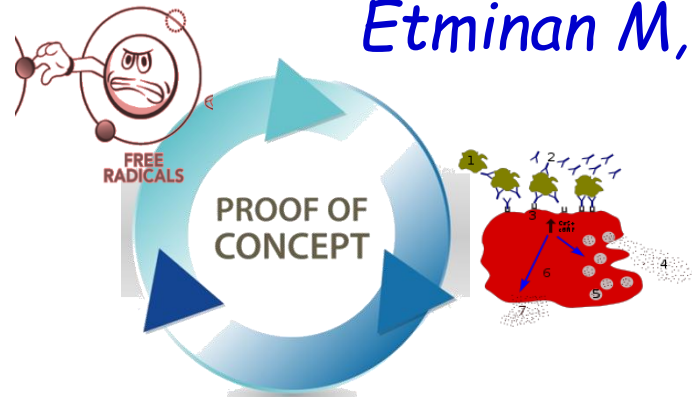 Etminan M,
FREE
RADICALS
PROOF OF
CONCEPT
1
2
3
4
5
6
7